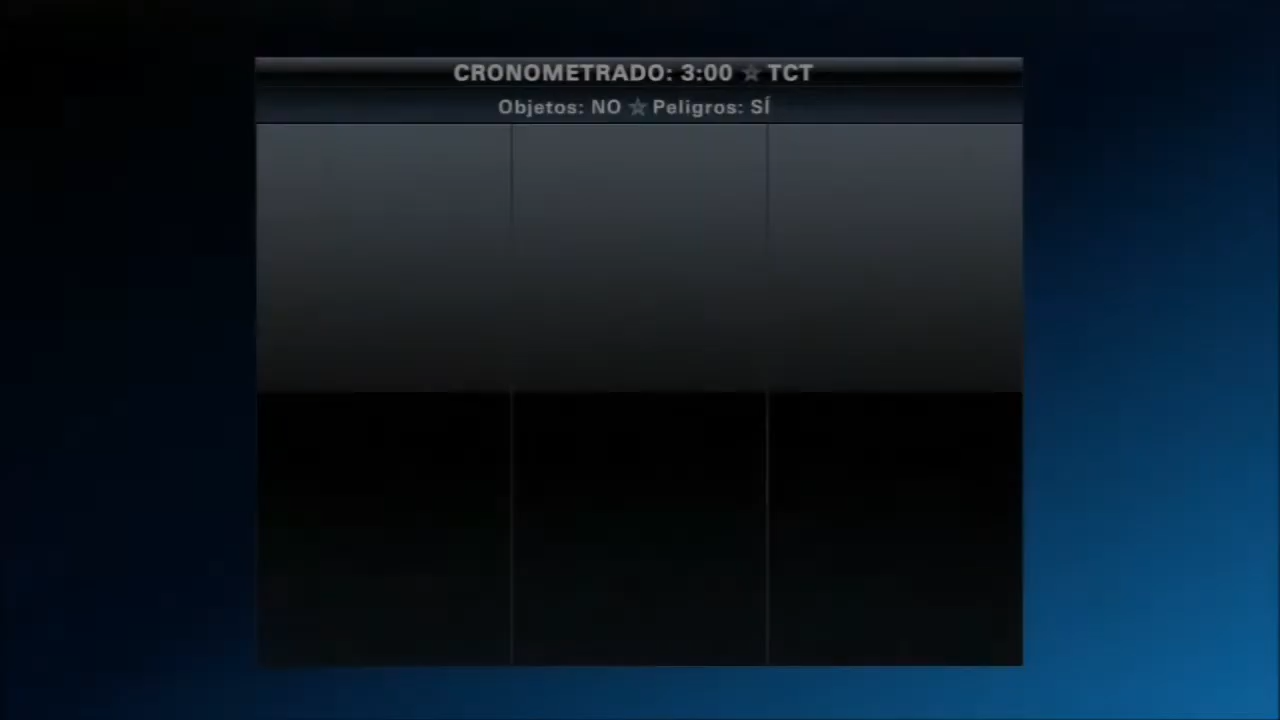 CRONOMETRADO: 3:00 ☆ TCT
Objetos: NO ☆ Peligros: SÍ